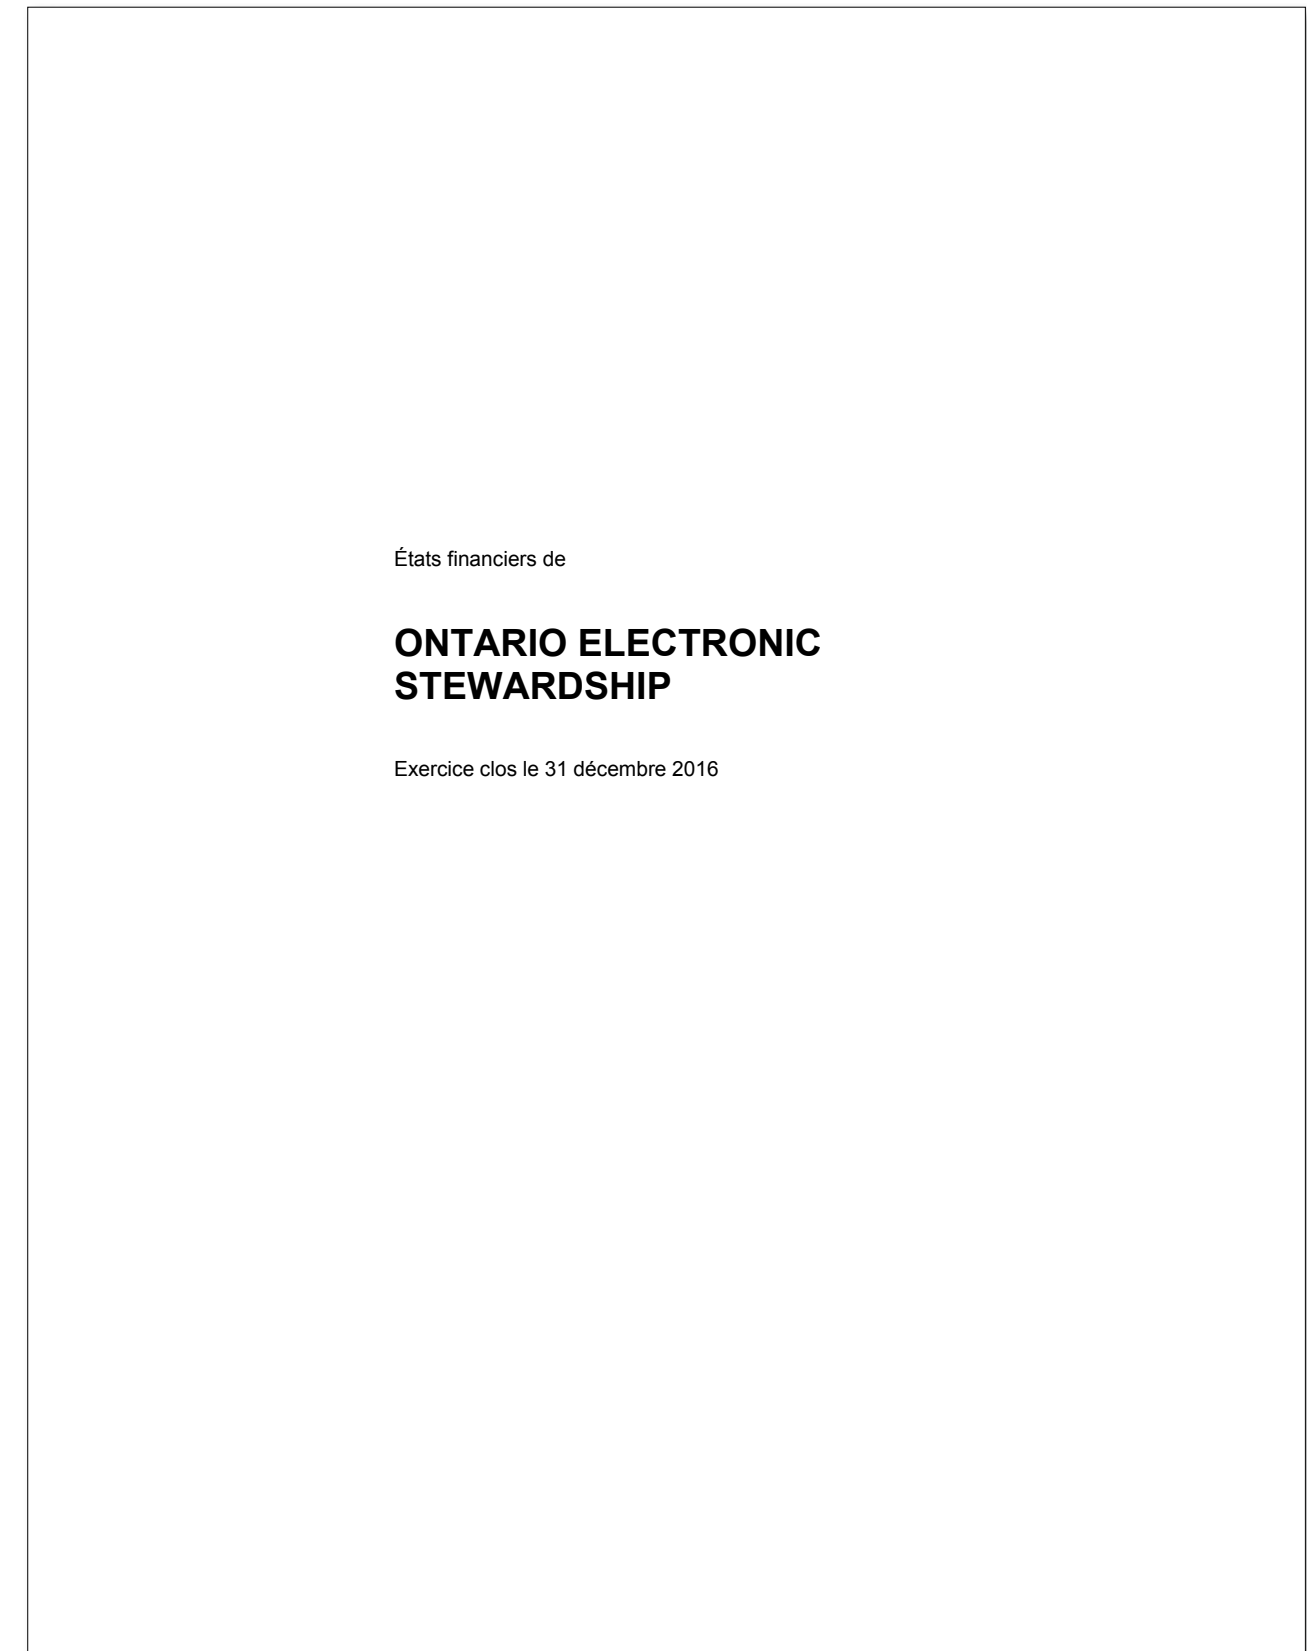 États financiers de
ONTARIO ELECTRONIC
STEWARDSHIP
Exercice clos le 31 décembre 2016